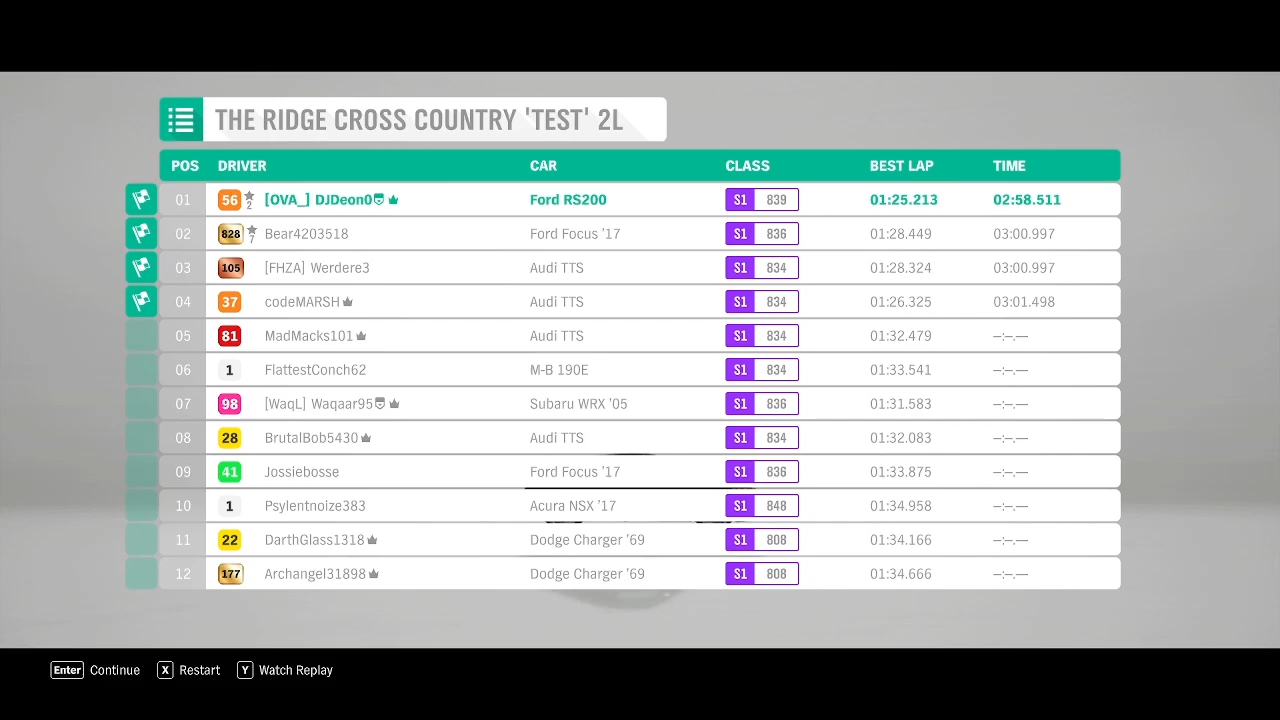 THE RIDGE CROSS COUNTRY 'TEST' 2L
POS DRIVER CAR CLASS BEST LAP TIME
01 56 2 [OVA_] DJDeon0 Ford RS200 S1 839 01:25.213 02:58.511
02 828 7 Bear4203518 Ford Focus '17 S1 836 01:28.449 03:00.997
03 105 [FHZA] Werdere3 Audi TTS S1 834 01:28.324 03:00.997
04 37 codeMARSH Audi TTS S1 834 01:26.325 03:01.498
05 81 MadMacks101 Audi TTS S1 834 01:32.479 –:–.––
06 1 FlattestConch62 M-B 190E S1 834 01:33.541 –:–.––
07 98 [WaqL] Waqaar95 Subaru WRX '05 S1 836 01:31.583 –:–.––
08 28 BrutalBob5430 Audi TTS S1 834 01:32.083 –:–.––
09 41 Jossiebosse Ford Focus '17 S1 836 01:33.875 –:–.––
10 1 Psylentnoize383 Acura NSX '17 S1 848 01:34.958 –:–.––
11 22 DarthGlass1318 Dodge Charger '69 S1 808 01:34.166 –:–.––
12 177 Archangel31898 Dodge Charger '69 S1 808 01:34.666 –:–.––
Enter Continue X Restart Y Watch Replay